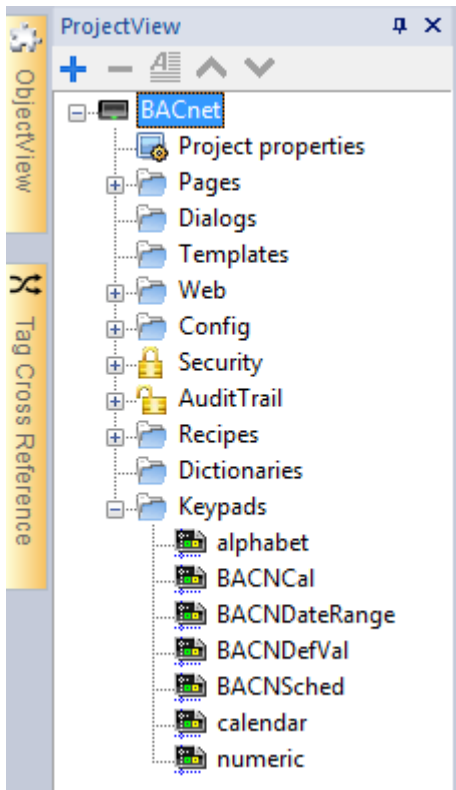 ProjectView
ObjectView
BACnet
Project properties
Pages
Dialogs
Templates
Web
Config
Security
AuditTrail
Recipes
Dictionaries
Keypads
alphabet
BACNCal
BACNDateRange
BACNDefVal
BACNSched
calendar
numeric
Tag Cross Reference